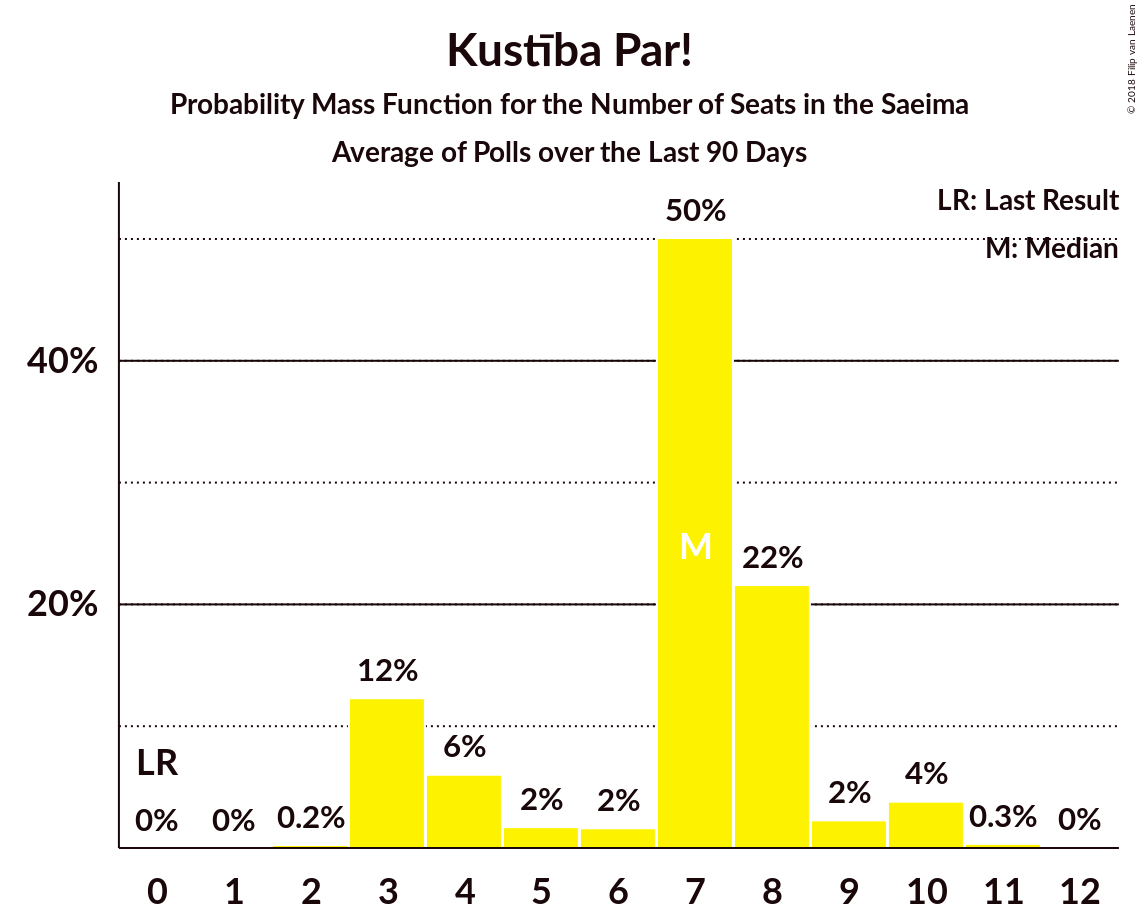 Kustība Par!
Probability Mass Function for the Number of Seats in the Saeima
Average of Polls over the Last 90 Days
© 2018 Filip van Laenen
LR: Last Result
M: Median
50%
40%
M
22%
20%
12%
LR
6%
4%
2%
2%
2%
0%
0%
0.2%
0.3%
0%
0 1 2 3 4 5 6 7 8 9 10 11 12